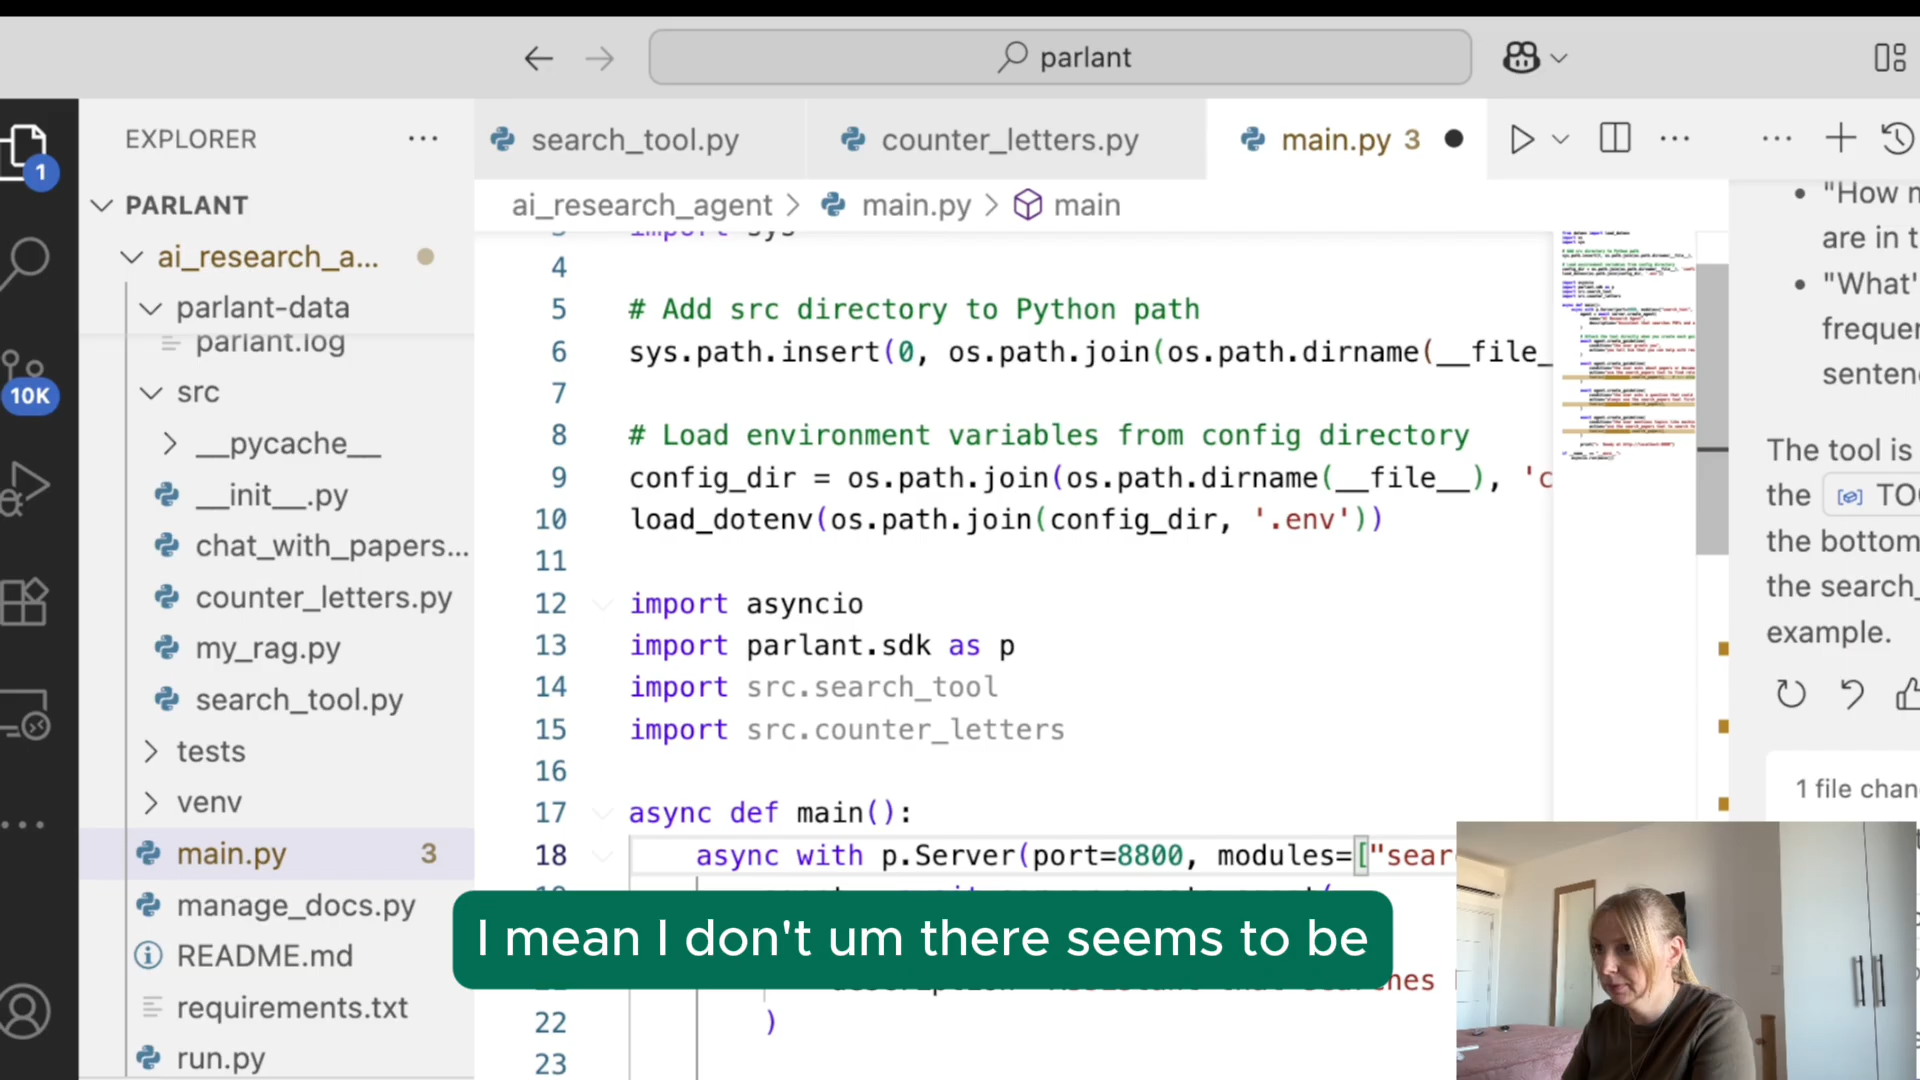 parlant
EXPLORER
search_tool.py
counter_letters.py
main.py 3
1
PARLANT
ai_research_agent > main.py > main
ai_research_a...
parlant-data
parlant.log
src
10K
__pycache__
__init__.py
chat_with_papers...
counter_letters.py
my_rag.py
search_tool.py
tests
venv
main.py 3
manage_docs.py
README.md
requirements.txt
run.py
import sys
4
5 # Add src directory to Python path
6 sys.path.insert(0, os.path.join(os.path.dirname(__file_
7
8 # Load environment variables from config directory
9 config_dir = os.path.join(os.path.dirname(__file__), 'c
10 load_dotenv(os.path.join(config_dir, '.env'))
11
12 import asyncio
13 import parlant.sdk as p
14 import src.search_tool
15 import src.counter_letters
16
17 async def main():
18 async with p.Server(port=8800, modules=["sear
22 )
23
"How
are in t
"What'
frequen
senten
The tool is
the TOO
the bottom
the search_
example.
1 file chan
I mean I don't um there seems to be